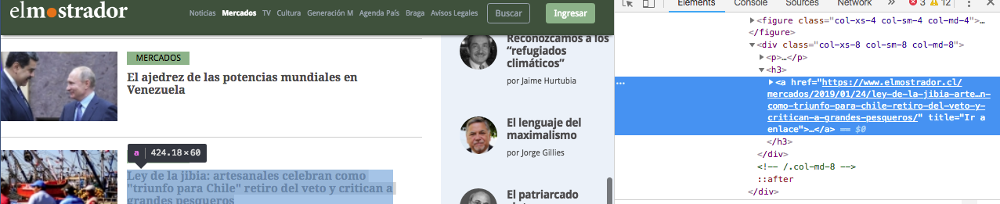 elmostrador
Noticias Mercados TV Cultura Generación M Agenda País Braga Avisos Legales
Buscar
Ingresar
MERCADOS
El ajedrez de las potencias mundiales en
Venezuela
a 424.18×60
Ley de la jibia: artesanales celebran como
"triunfo para Chile" retiro del veto y critican a
grandes pesqueros
Reconozcamos a los
“refugiados
climáticos”
por Jaime Hurtubia
El lenguaje del
maximalismo
por Jorge Gillies
El patriarcado
Elements Console Sources Network » 3 12
▶<figure class="col-xs-4 col-sm-4 col-md-4">…
</figure>
▼<div class="col-xs-8 col-sm-8 col-md-8">
▶<p>…</p>
▼<h3>
… ▶<a href="https://www.elmostrador.cl/
mercados/2019/01/24/ley-de-la-jibia-arte…n-
como-triunfo-para-chile-retiro-del-veto-y-
critican-a-grandes-pesqueros/" title="Ir a
enlace">…</a> == $0
</h3>
</div>
<!-- /.col-md-8 -->
::after
</div>